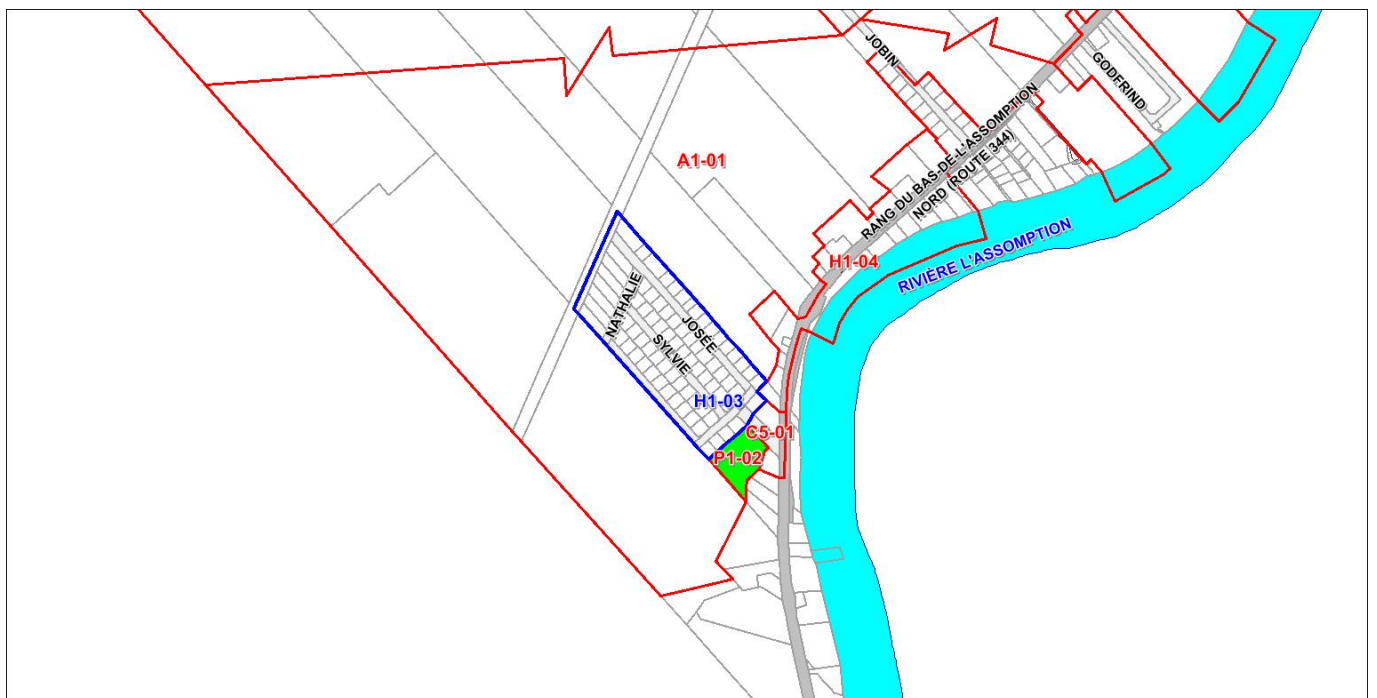 JOBIN
GODFRIND
RANG DU BAS-DE-L'ASSOMPTION
NORD (ROUTE 344)
A1-01
H1-04
RIVIÈRE L'ASSOMPTION
NATHALIE
JOSÉE
SYLVIE
H1-03
C5-01
P1-02